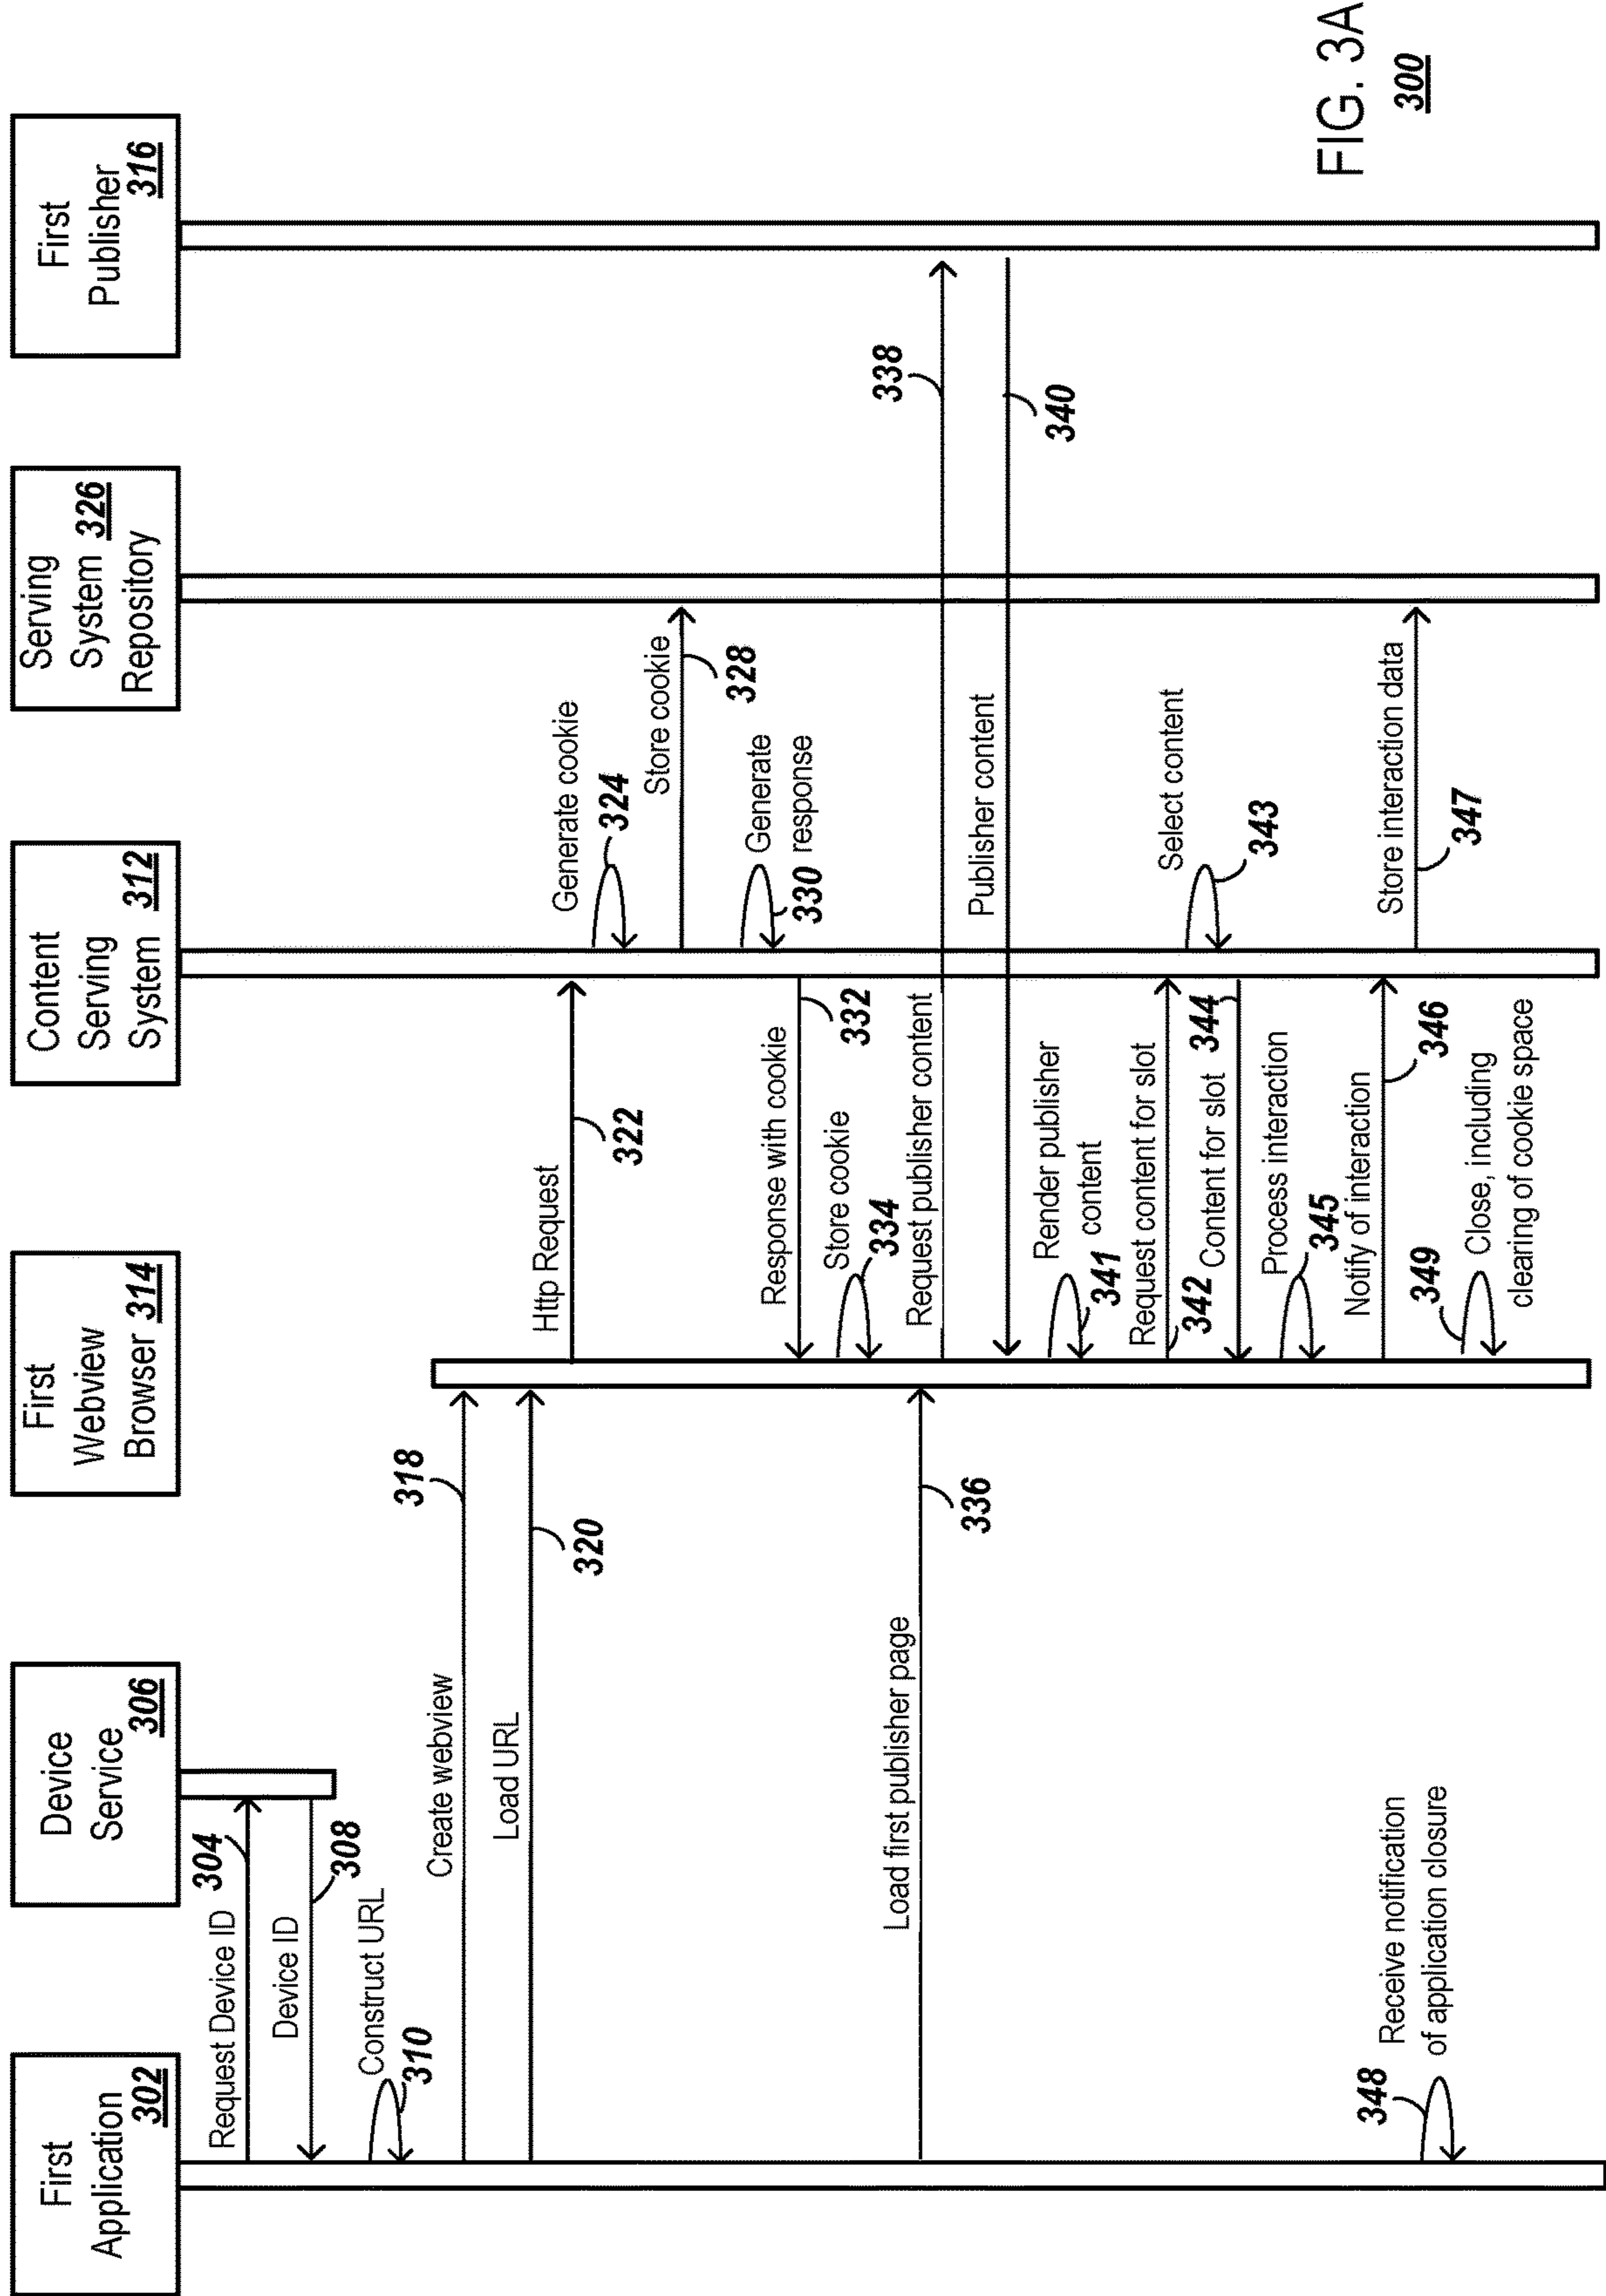 First
Application
302
Device
Service
306
First
Webview
Browser 314
Content
Serving
System 312
Serving
System 326
Repository
First
Publisher
316
Request Device ID 304
Device ID
308
Construct URL
310
Create webview
318
Load URL
320
Http Request
322
Generate cookie
324
Store cookie
328
Generate
330 response
Response with cookie
332
Store cookie
334
Load first publisher page
336
Request publisher content
338
Publisher content
340
Render publisher
content
341
Request content for slot
342
Select content
343
Content for slot 344
Process interaction
345
Notify of interaction
346
Store interaction data
347
348 Receive notification
of application closure
349 Close, including
clearing of cookie space
FIG. 3A
300